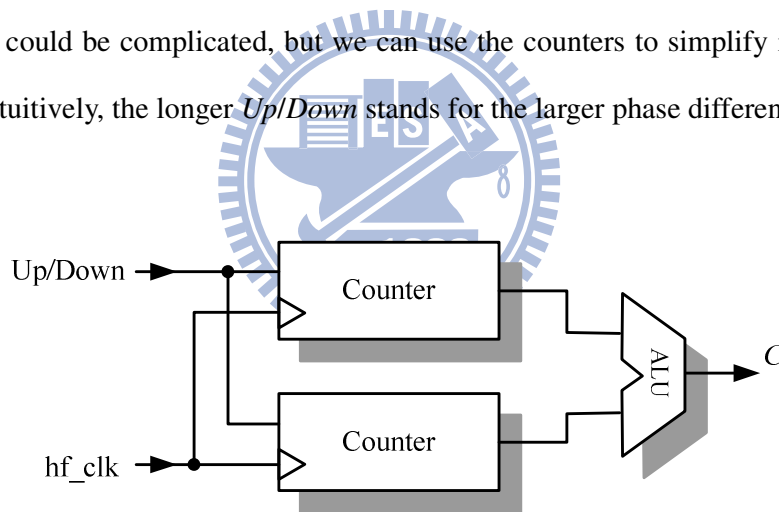 could be complicated, but we can use the counters to simplify
tuitively, the longer Up/Down stands for the larger phase differen
ESA
Up/Down
Counter
C
ALU
Counter
hf_clk